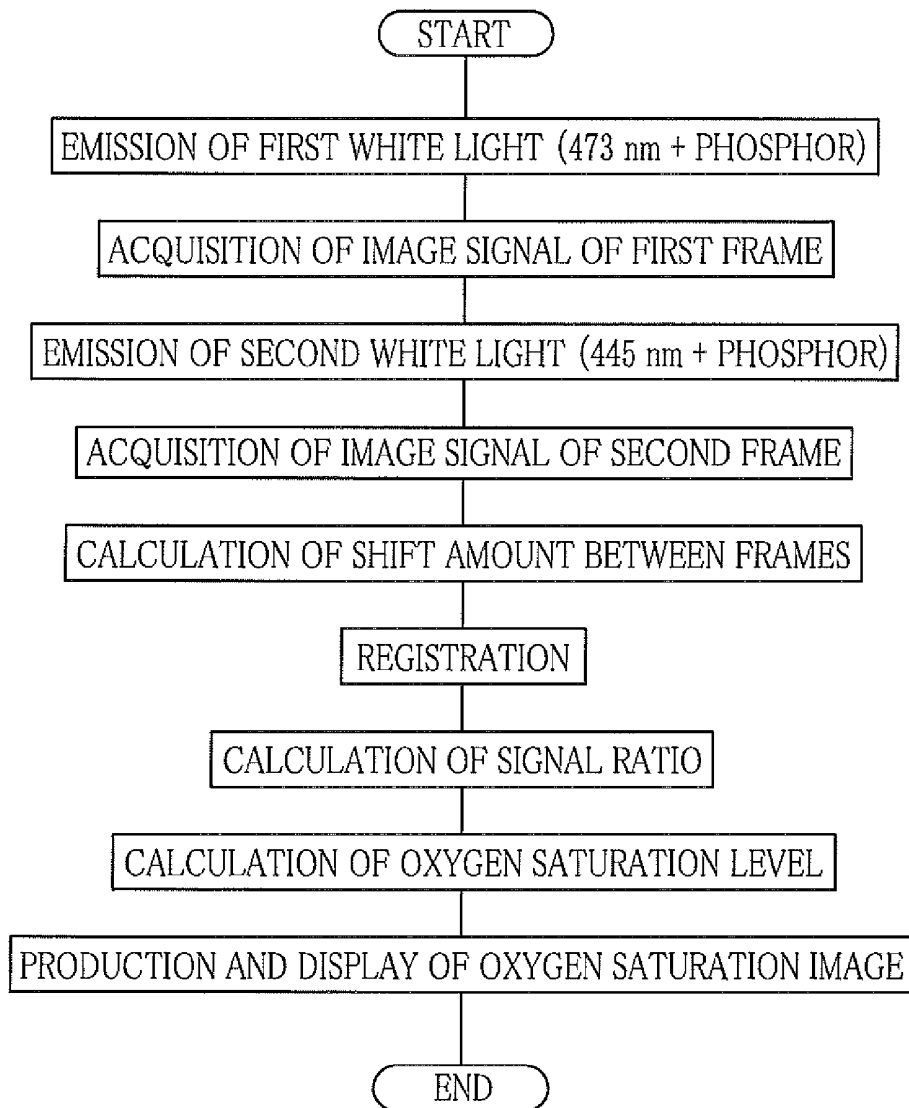 START
EMISSION OF FIRST WHITE LIGHT (473 nm + PHOSPHOR)
ACQUISITION OF IMAGE SIGNAL OF FIRST FRAME
EMISSION OF SECOND WHITE LIGHT (445 nm + PHOSPHOR)
ACQUISITION OF IMAGE SIGNAL OF SECOND FRAME
CALCULATION OF SHIFT AMOUNT BETWEEN FRAMES
REGISTRATION
CALCULATION OF SIGNAL RATIO
CALCULATION OF OXYGEN SATURATION LEVEL
PRODUCTION AND DISPLAY OF OXYGEN SATURATION IMAGE
END